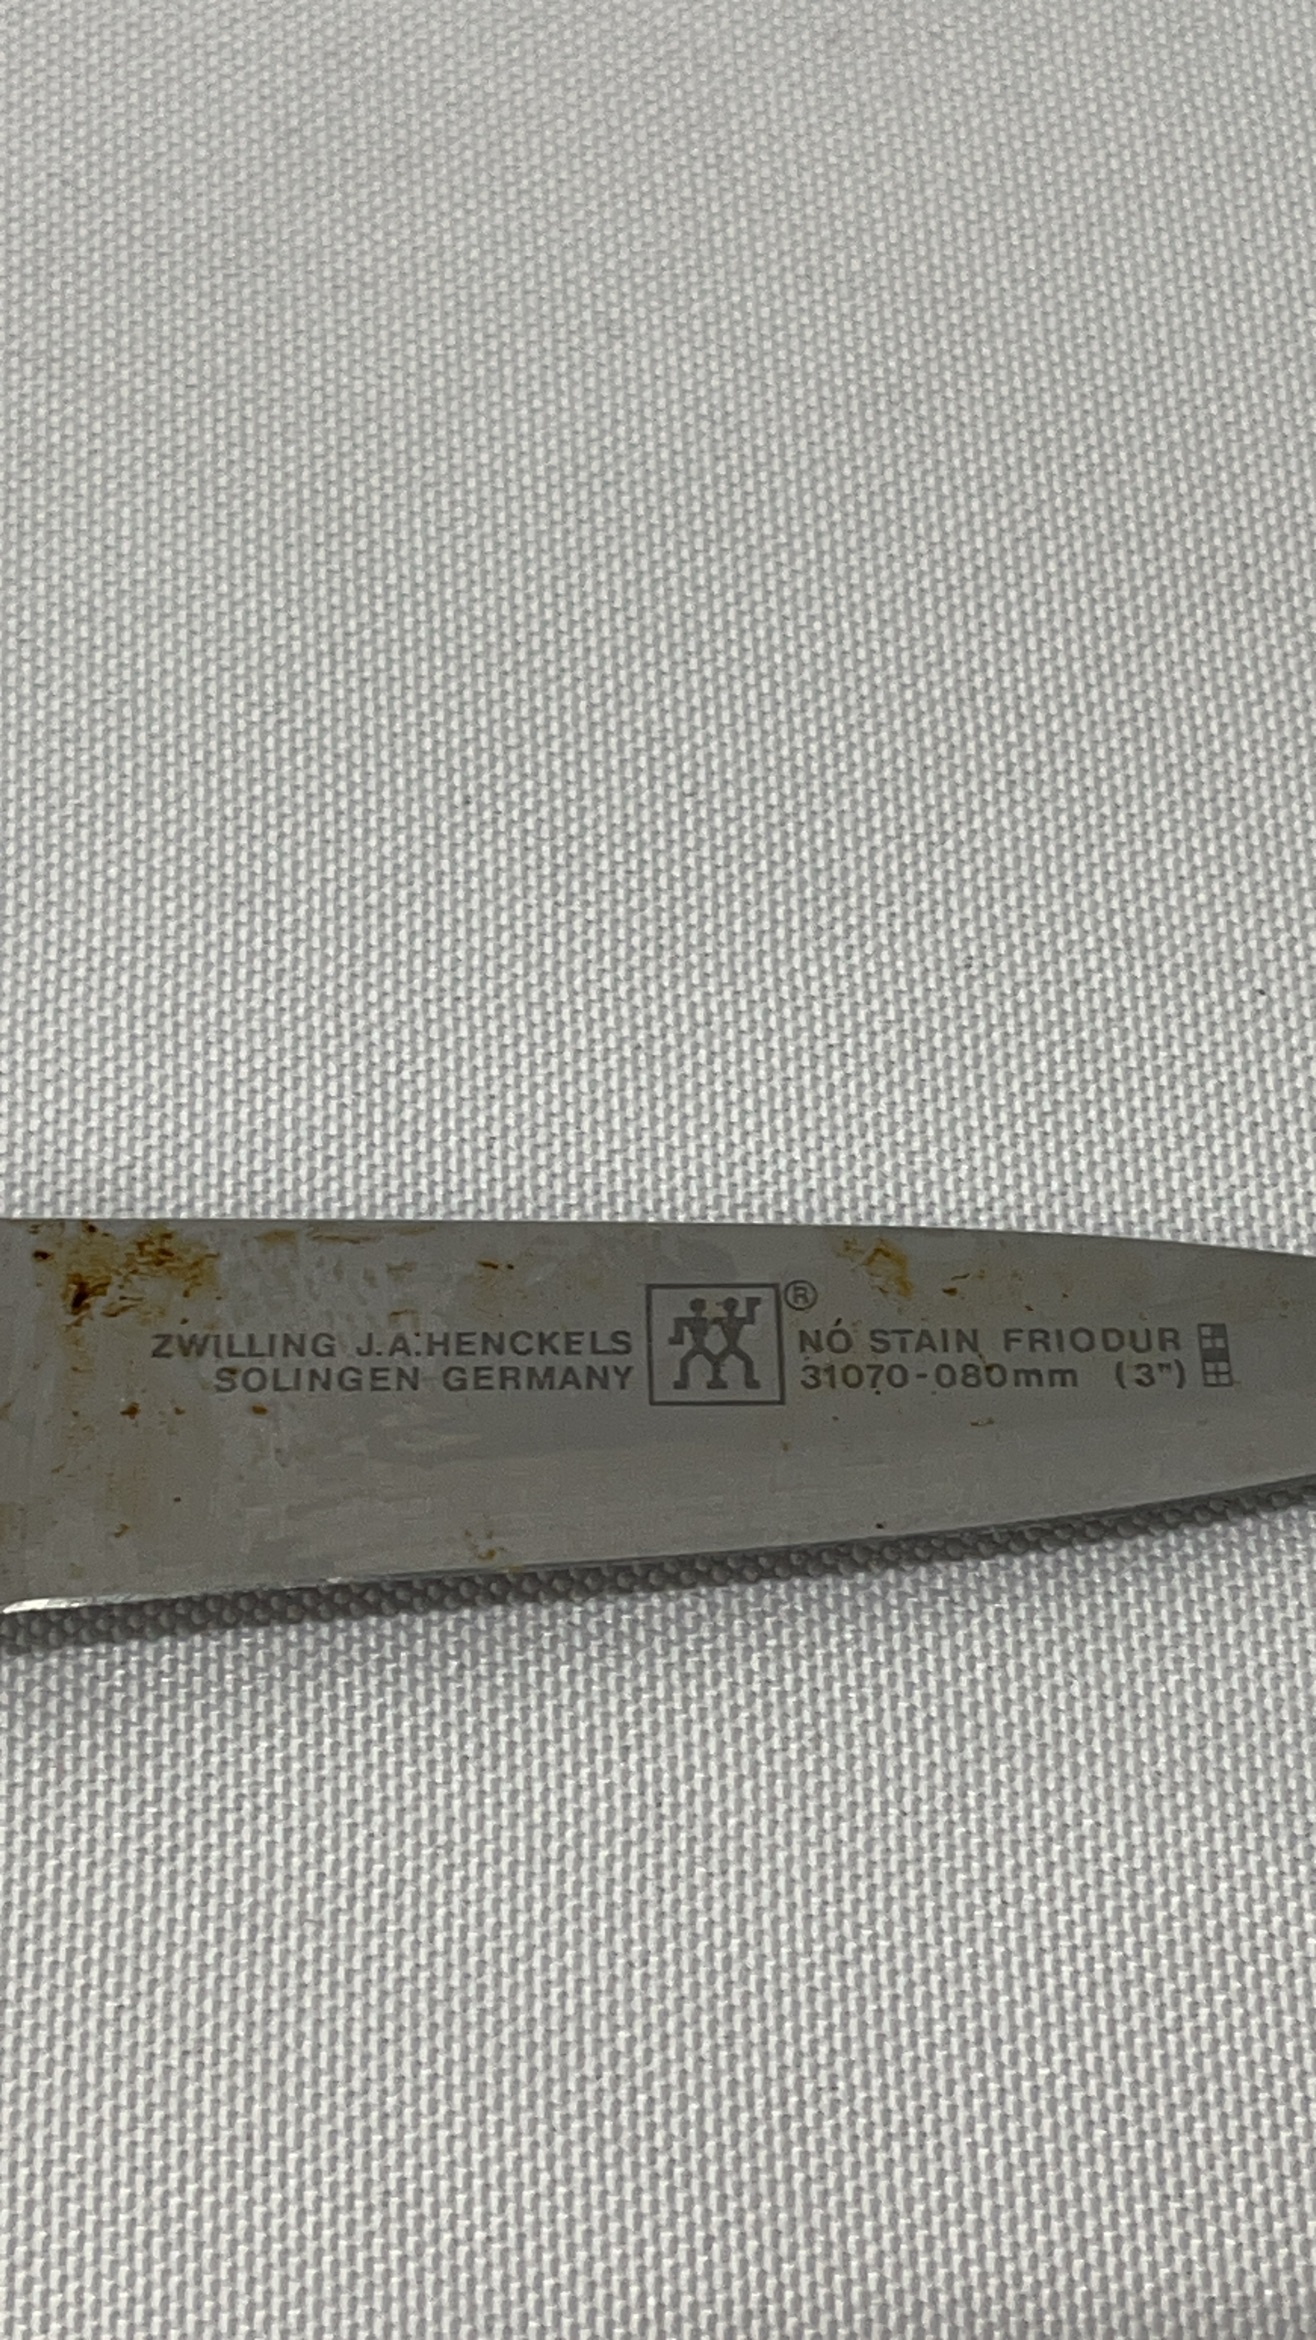 ZWILLING J.A.HENCKELS
SOLINGEN GERMANY
®
NO STAIN FRIODUR
31070-080mm (3")